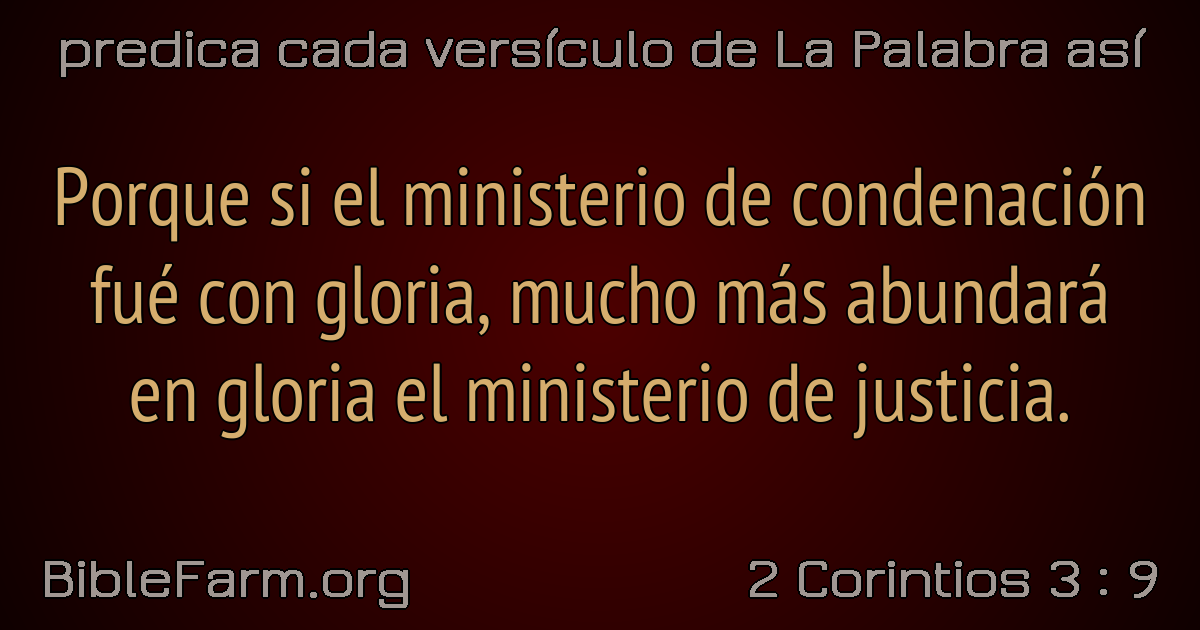 predica cada versículo de La Palabra así
Porque si el ministerio de condenación
fué con gloria, mucho más abundará
en gloria el ministerio de justicia.
BibleFarm.org
2 Corintios 3 : 9